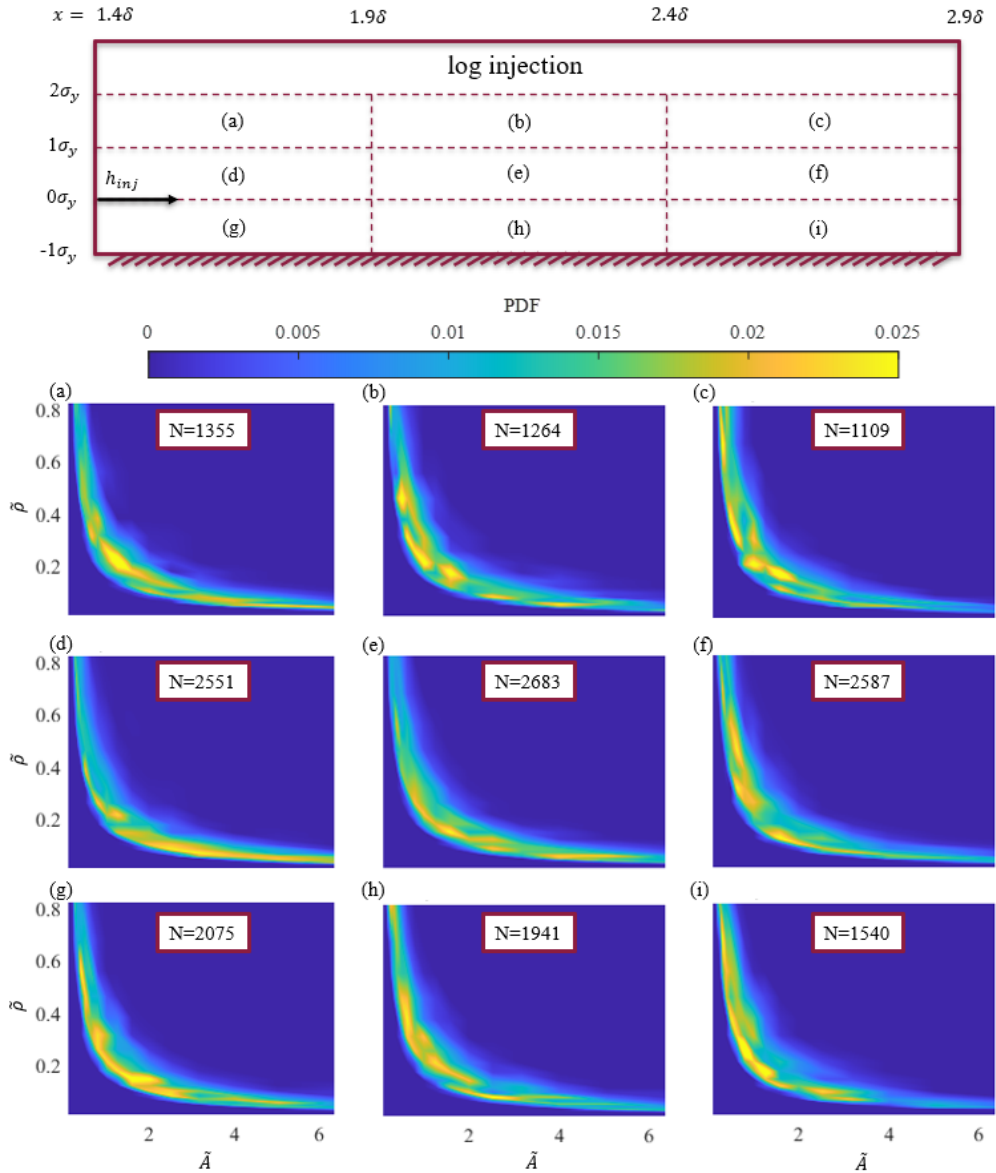 x = 1.4δ 1.9δ 2.4δ 2.9δ
log injection
2σy
(a) (b) (c)
1σy
(d) (e) (f)
hinj
0σy
(g) (h) (i)
-1σy
PDF
0 0.005 0.01 0.015 0.02 0.025
(a) (b) (c)
0.8
N=1355 N=1264 N=1109
0.6
ρ̃
0.4
0.2
(d) (e) (f)
0.8
N=2551 N=2683 N=2587
0.6
ρ̃
0.4
0.2
(g) (h) (i)
0.8
N=2075 N=1941 N=1540
0.6
ρ̃
0.4
0.2
2 4 6 2 4 6 2 4 6
Ã Ã Ã